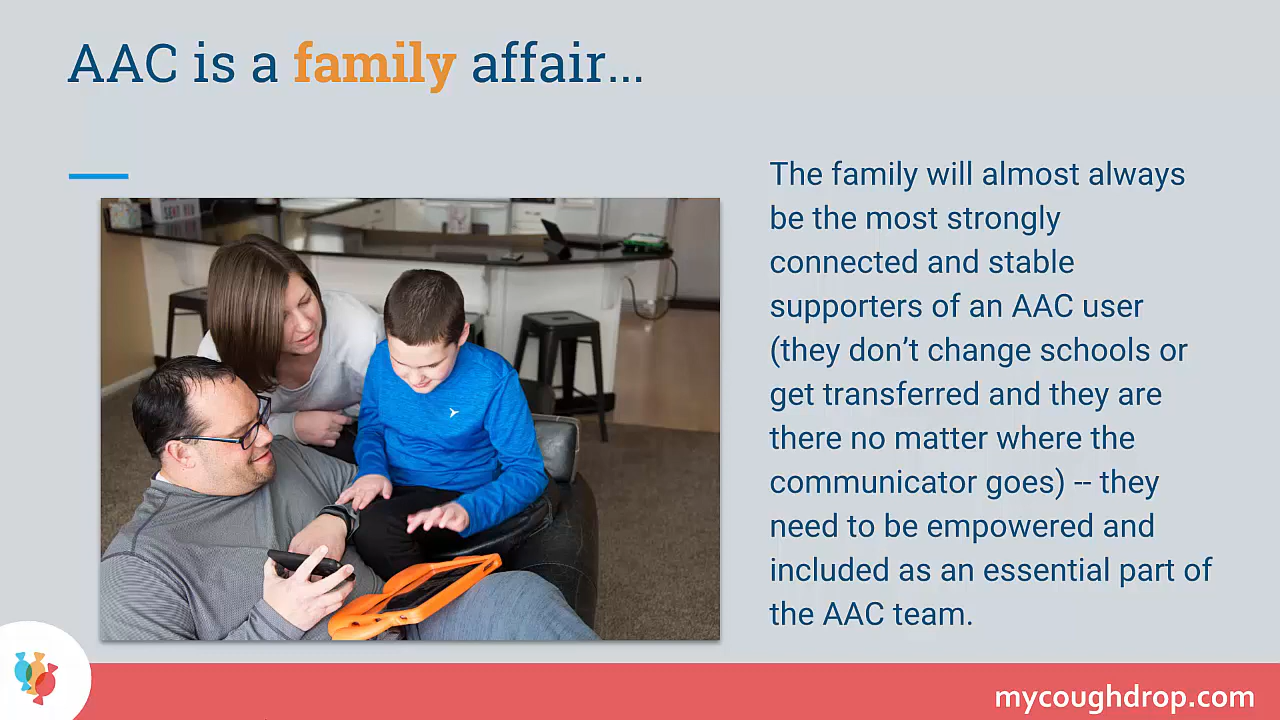 AAC is a family affair...
The family will almost always
be the most strongly
connected and stable
supporters of an AAC user
(they don’t change schools or
get transferred and they are
there no matter where the
communicator goes) -- they
need to be empowered and
included as an essential part of
the AAC team.
mycoughdrop.com